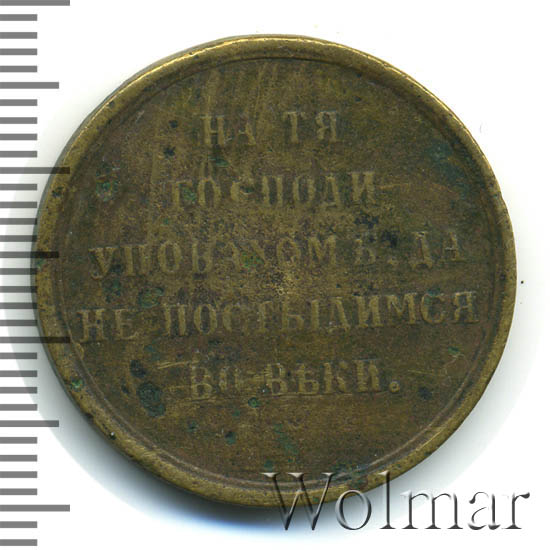 НА ТЯ
ГОСПОДИ
УПОВАХОМЪ, ДА
НЕ ПОСТЫДИМСЯ
ВО ВѢКИ.
Wolmar